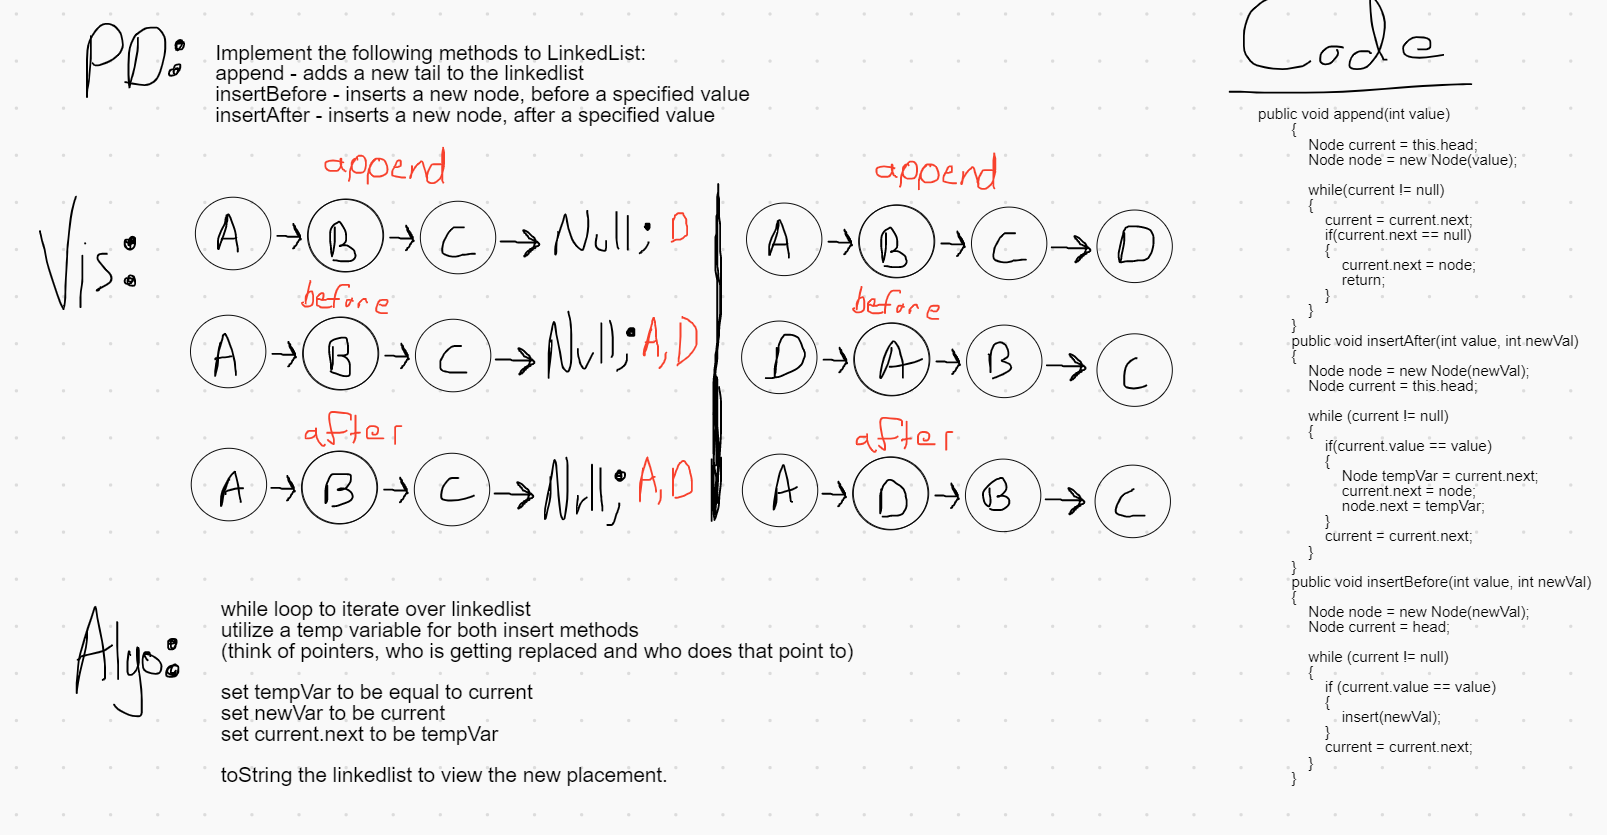 PD:
Implement the following methods to LinkedList:
append - adds a new tail to the linkedlist
insertBefore - inserts a new node, before a specified value
insertAfter - inserts a new node, after a specified value
Vis:
append
A → B → C → Null; D
append
A → B → C → D
before
A → B → C → Null; A, D
before
D → A → B → C
after
A → B → C → Null; A, D
after
A → D → B → C
Algo:
while loop to iterate over linkedlist
utilize a temp variable for both insert methods
(think of pointers, who is getting replaced and who does that point to)
set tempVar to be equal to current
set newVar to be current
set current.next to be tempVar
toString the linkedlist to view the new placement.
Code
public void append(int value)
{
Node current = this.head;
Node node = new Node(value);
while(current != null)
{
current = current.next;
if(current.next == null)
{
current.next = node;
return;
}
}
}
public void insertAfter(int value, int newVal)
{
Node node = new Node(newVal);
Node current = this.head;
while (current != null)
{
if(current.value == value)
{
Node tempVar = current.next;
current.next = node;
node.next = tempVar;
}
current = current.next;
}
}
public void insertBefore(int value, int newVal)
{
Node node = new Node(newVal);
Node current = head;
while (current != null)
{
if (current.value == value)
{
insert(newVal);
}
current = current.next;
}
}